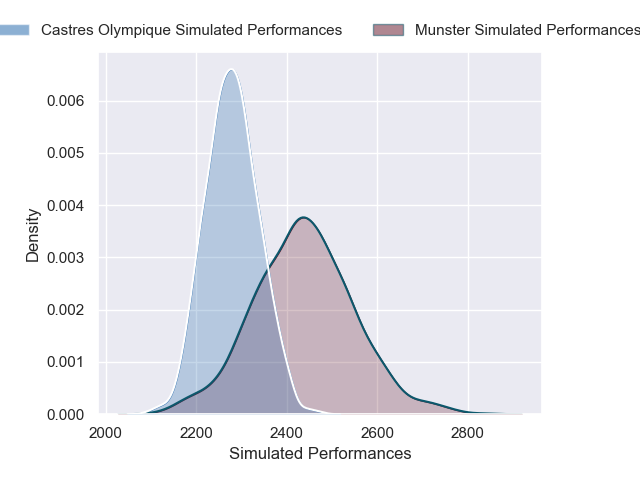 Castres Olympique Simulated Performances
Munster Simulated Performances
0.006
0.005
0.004
0.003
0.002
0.001
0.000
Density
2000 2200 2400 2600 2800
Simulated Performances